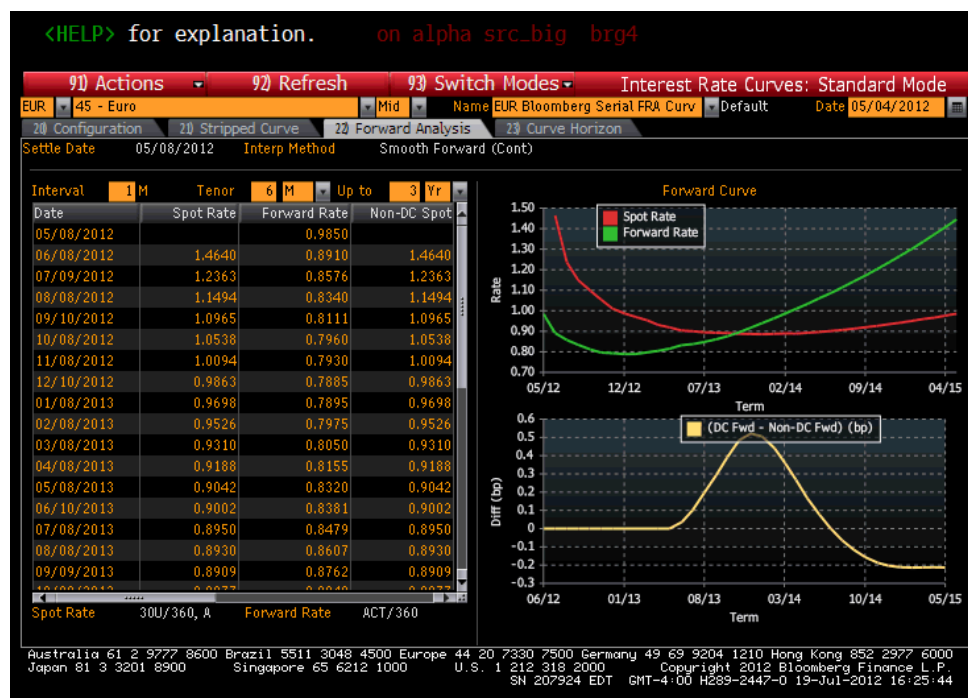 <HELP> for explanation. on alpha src_big brg4
91) Actions 92) Refresh 93) Switch Modes Interest Rate Curves: Standard Mode
EUR 45 - Euro Mid Name EUR Bloomberg Serial FRA Curv Default Date 05/04/2012
20) Configuration 21) Stripped Curve 22) Forward Analysis 23) Curve Horizon
Settle Date 05/08/2012 Interp Method Smooth Forward (Cont)
Interval 1 M Tenor 6 M Up to 3 Yr
Date Spot Rate Forward Rate Non-DC Spot
05/08/2012 0.9850
06/08/2012 1.4640 0.8910 1.4640
07/09/2012 1.2363 0.8576 1.2363
08/08/2012 1.1494 0.8340 1.1494
09/10/2012 1.0965 0.8111 1.0965
10/08/2012 1.0538 0.7960 1.0538
11/08/2012 1.0094 0.7930 1.0094
12/10/2012 0.9863 0.7885 0.9863
01/08/2013 0.9698 0.7895 0.9698
02/08/2013 0.9526 0.7975 0.9526
03/08/2013 0.9310 0.8050 0.9310
04/08/2013 0.9188 0.8155 0.9188
05/08/2013 0.9042 0.8320 0.9042
06/10/2013 0.9002 0.8381 0.9002
07/08/2013 0.8950 0.8479 0.8950
08/08/2013 0.8930 0.8607 0.8930
09/09/2013 0.8909 0.8762 0.8909
Spot Rate 30U/360, A Forward Rate ACT/360
Forward Curve
Spot Rate
Forward Rate
Rate
1.50
1.40
1.30
1.20
1.10
1.00
0.90
0.80
0.70
05/12 12/12 07/13 02/14 09/14 04/15
Term
(DC Fwd - Non-DC Fwd) (bp)
Diff (bp)
0.6
0.5
0.4
0.3
0.2
0.1
0
-0.1
-0.2
-0.3
06/12 01/13 08/13 03/14 10/14 05/15
Term
Australia 61 2 9777 8600 Brazil 5511 3048 4500 Europe 44 20 7330 7500 Germany 49 69 9204 1210 Hong Kong 852 2977 6000
Japan 81 3 3201 8900 Singapore 65 6212 1000 U.S. 1 212 318 2000 Copyright 2012 Bloomberg Finance L.P.
SN 207924 EDT GMT-4:00 H289-2447-0 19-Jul-2012 16:25:44